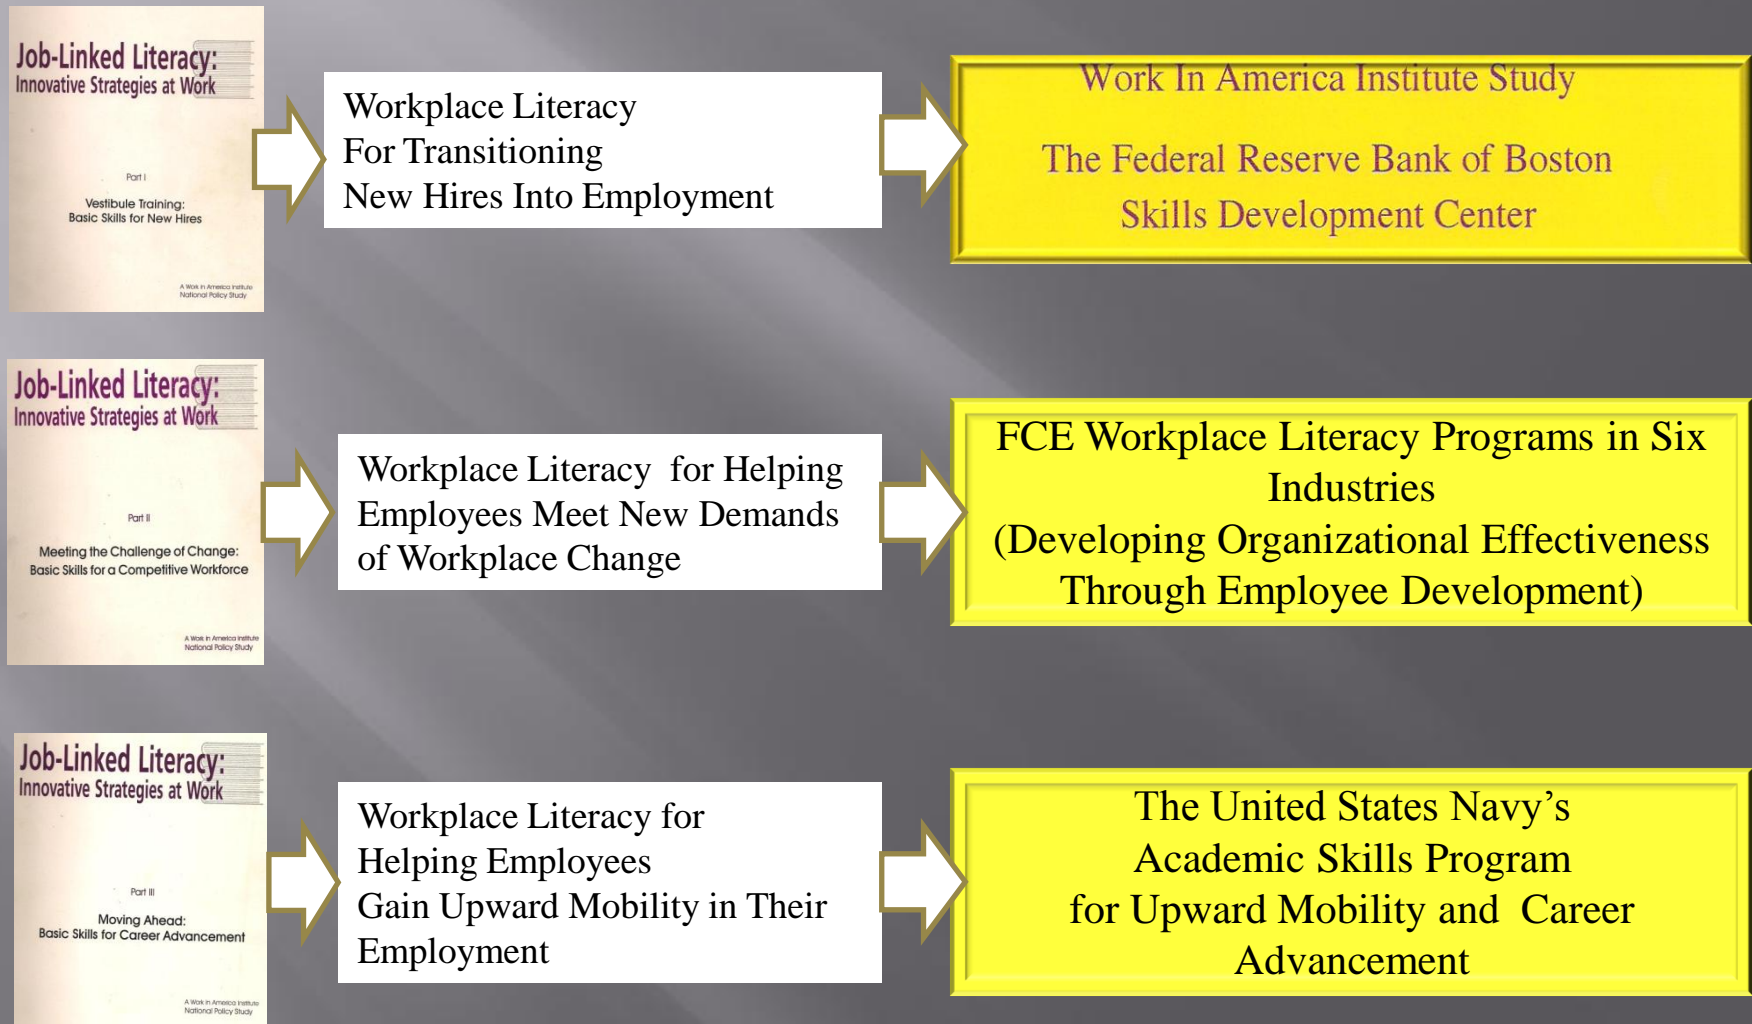 Job-Linked Literacy:
Innovative Strategies at Work
Part I
Vestibule Training:
Basic Skills for New Hires
A Work in America Institute
National Policy Study
Workplace Literacy
For Transitioning
New Hires Into Employment
Work In America Institute Study
The Federal Reserve Bank of Boston
Skills Development Center
Job-Linked Literacy:
Innovative Strategies at Work
Part II
Meeting the Challenge of Change:
Basic Skills for a Competitive Workforce
A Work in America Institute
National Policy Study
Workplace Literacy  for Helping
Employees Meet New Demands
of Workplace Change
FCE Workplace Literacy Programs in Six
Industries
(Developing Organizational Effectiveness
Through Employee Development)
Job-Linked Literacy:
Innovative Strategies at Work
Part III
Moving Ahead:
Basic Skills for Career Advancement
A Work in America Institute
National Policy Study
Workplace Literacy for
Helping Employees
Gain Upward Mobility in Their
Employment
The United States Navy’s
Academic Skills Program
for Upward Mobility and  Career
Advancement